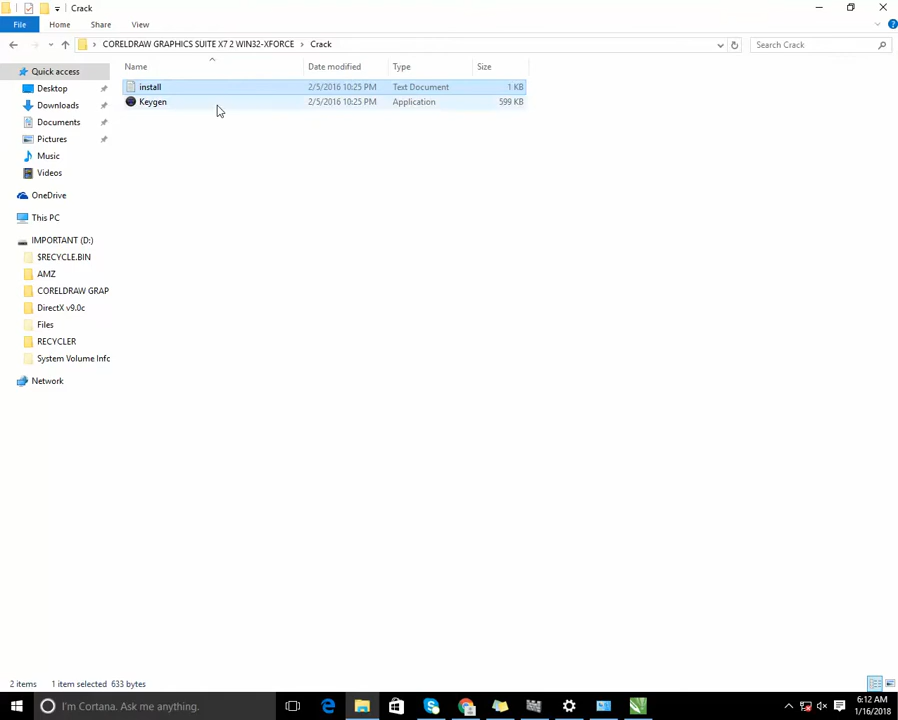 Crack
File Home Share View
CORELDRAW GRAPHICS SUITE X7 2 WIN32-XFORCE Crack Search Crack
Name Date modified Type Size
install 2/5/2016 10:25 PM Text Document 1 KB
Keygen 2/5/2016 10:25 PM Application 599 KB
Quick access
Desktop
Downloads
Documents
Pictures
Music
Videos
OneDrive
This PC
IMPORTANT (D:)
$RECYCLE.BIN
AMZ
CORELDRAW GRAP
DirectX v9.0c
Files
RECYCLER
System Volume Infc
Network
2 items 1 item selected 633 bytes
I'm Cortana. Ask me anything.
6:12 AM
1/16/2018